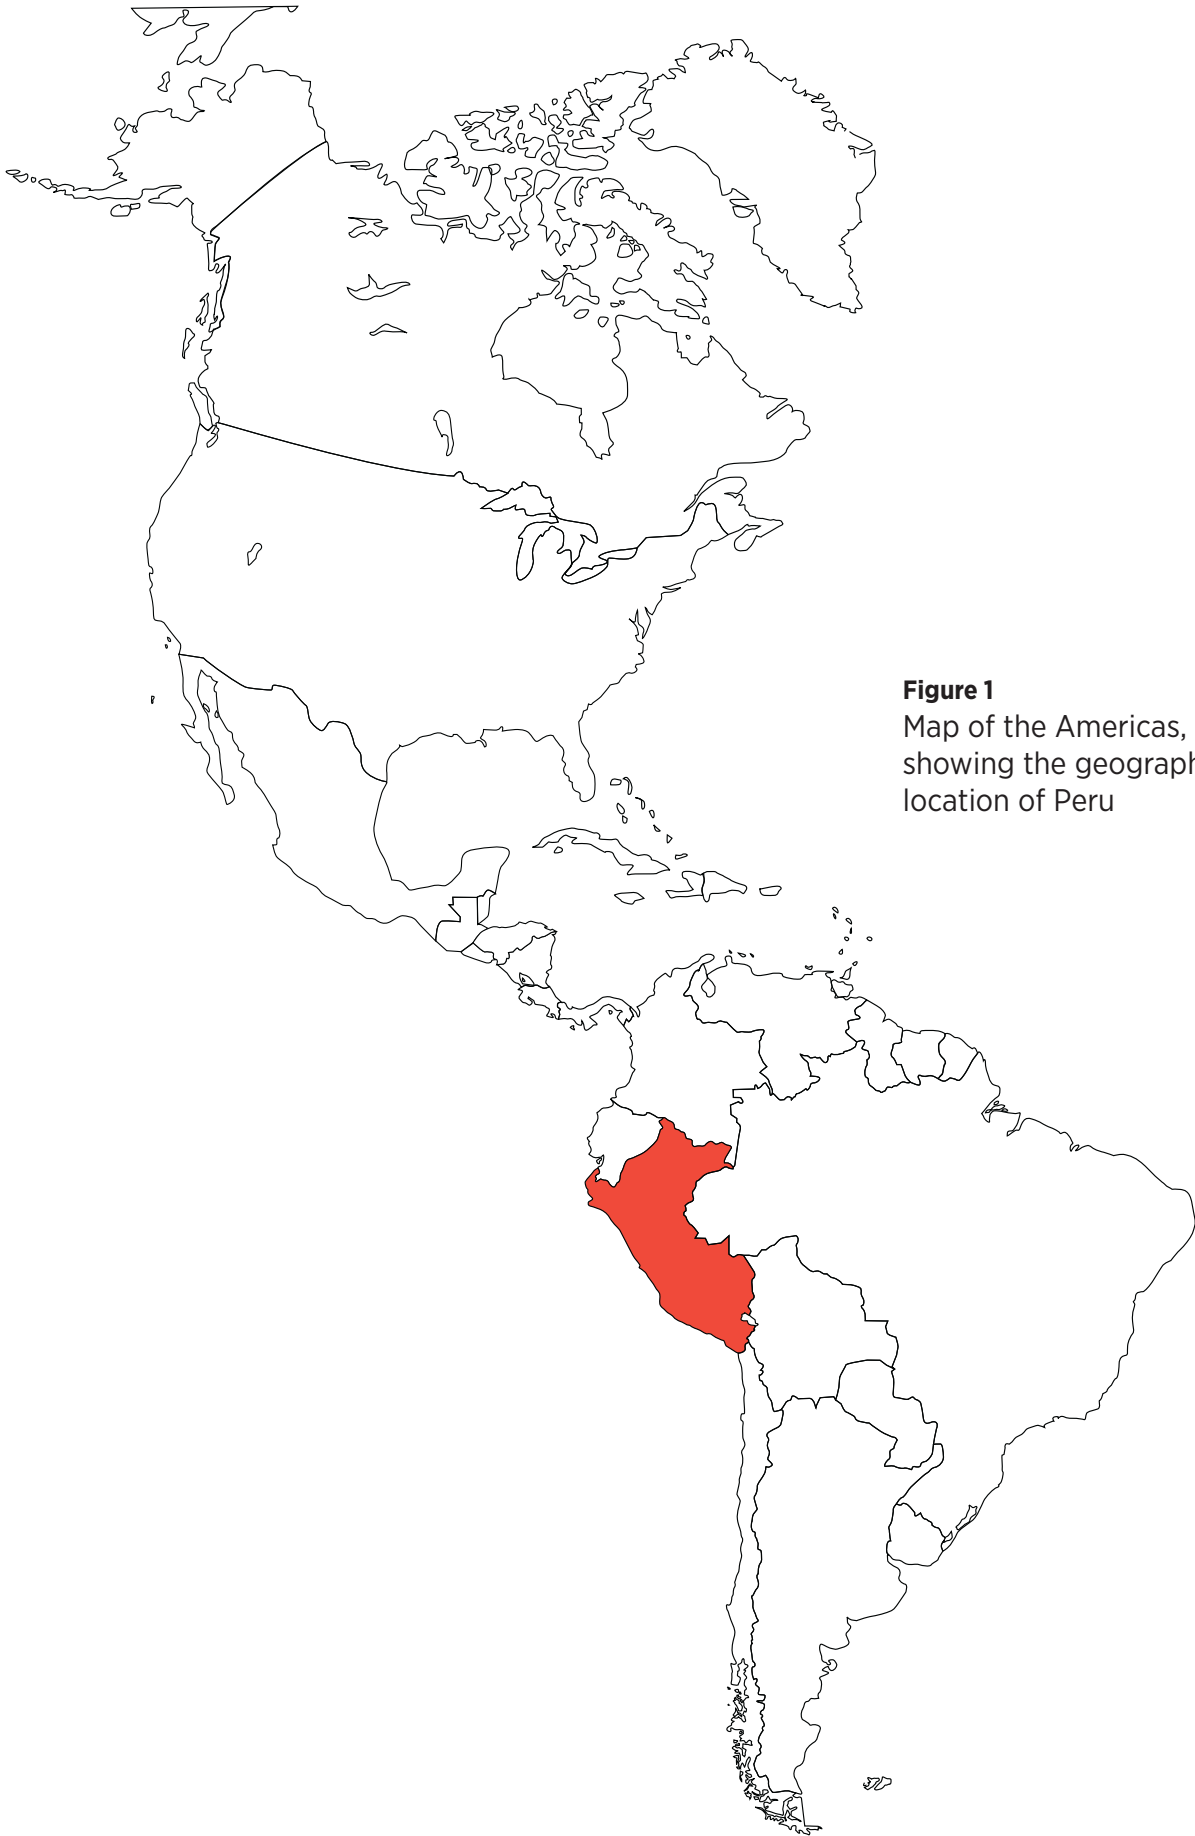 Figure 1
Map of the Americas,
showing the geograph
location of Peru